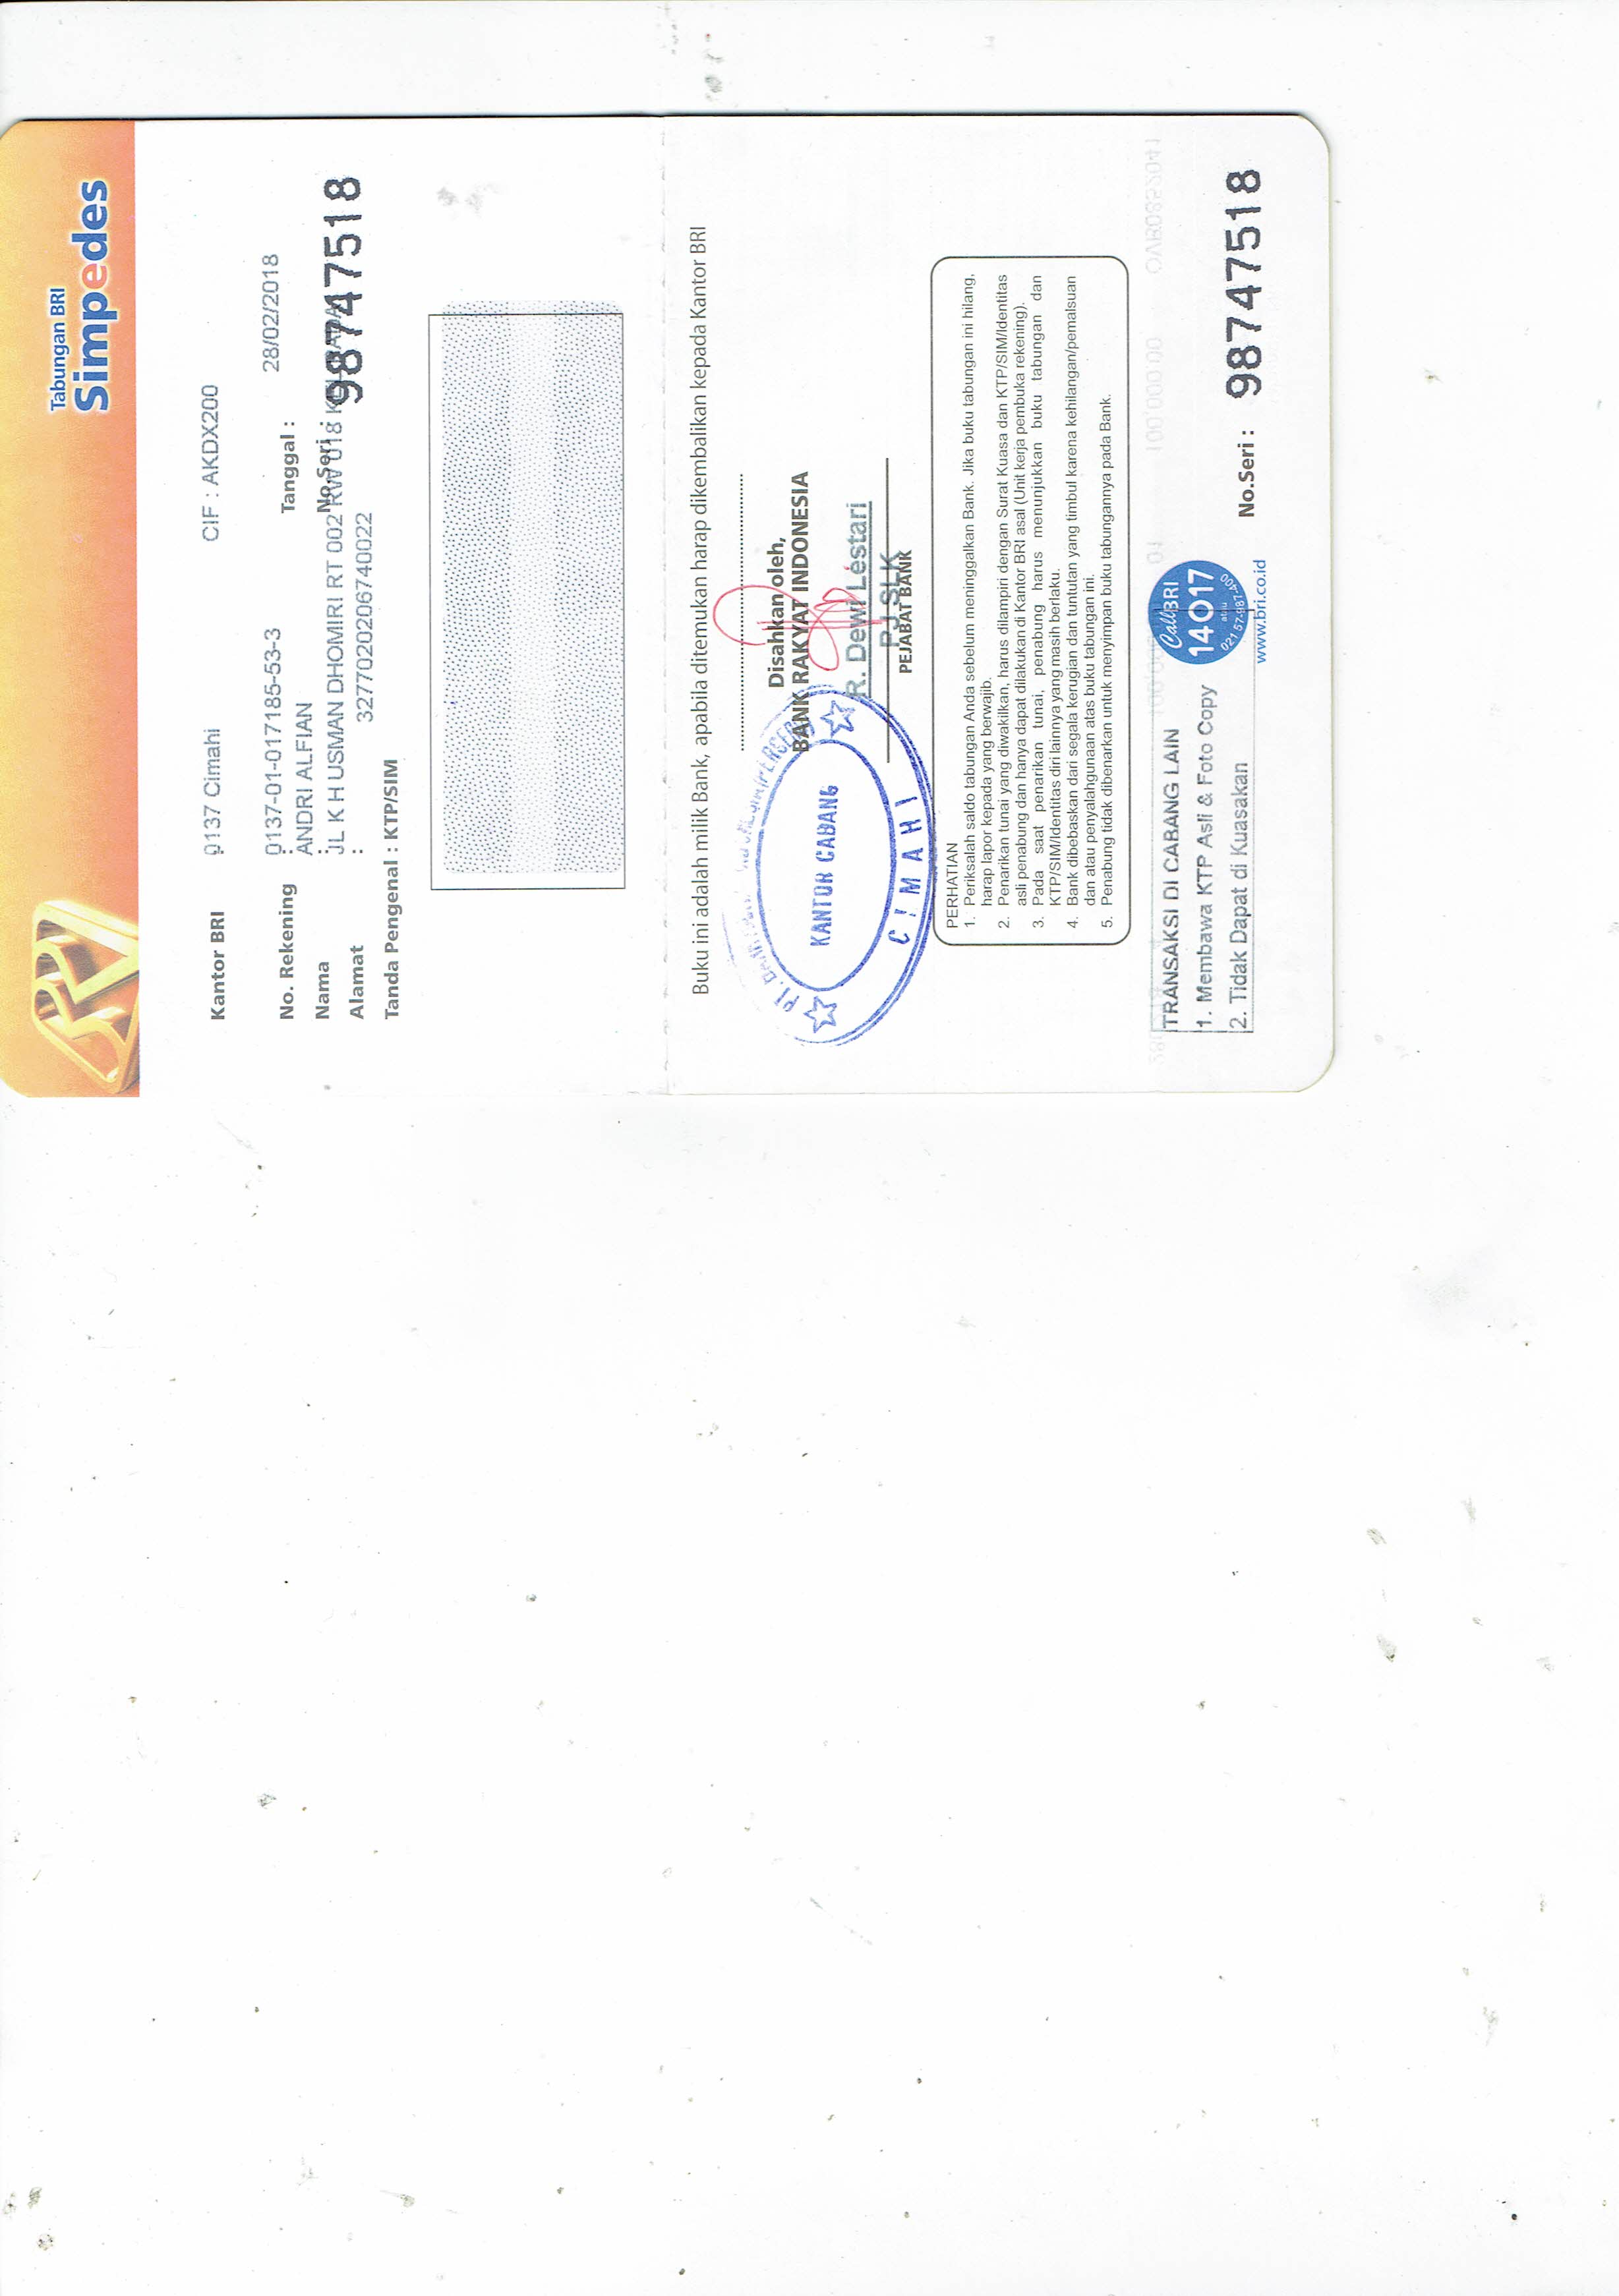 Tabungan BRI
Simpedes
Kantor BRI : 0137 Cimahi CIF : AKDX200
No. Rekening : 0137-01-017185-53-3 Tanggal : 28/02/2018
Nama : ANDRI ALFIAN
Alamat : JL K H USMAN DHOMIRI RT 002 RW 018 No.Seri : 98747518
Tanda Pengenal : KTP/SIM 3277020206740022
Buku ini adalah milik Bank, apabila ditemukan harap dikembalikan kepada Kantor BRI
Disahkan oleh,
BANK RAKYAT INDONESIA
R. Dewi Lestari
PJ SLK
PEJABAT BANK
KANTOR CABANG
CIMAHI
PERHATIAN
1. Periksalah saldo tabungan Anda sebelum meninggalkan Bank. Jika buku tabungan ini hilang,
harap lapor kepada yang berwajib.
2. Penarikan tunai yang diwakilkan, harus dilampiri dengan Surat Kuasa dan KTP/SIM/Identitas
asli penabung dan hanya dapat dilakukan di Kantor BRI asal (Unit kerja pembuka rekening).
3. Pada saat penarikan tunai, penabung harus menunjukkan buku tabungan dan
KTP/SIM/Identitas diri lainnya yang masih berlaku.
4. Bank dibebaskan dari segala kerugian dan tuntutan yang timbul karena kehilangan/pemalsuan
dan atau penyalahgunaan atas buku tabungan ini.
5. Penabung tidak dibenarkan untuk menyimpan buku tabungannya pada Bank.
TRANSAKSI DI CABANG LAIN
1. Membawa KTP Asli & Foto Copy
2. Tidak Dapat di Kuasakan
Call BRI
14017
atau
www.bri.co.id
No.Seri : 98747518